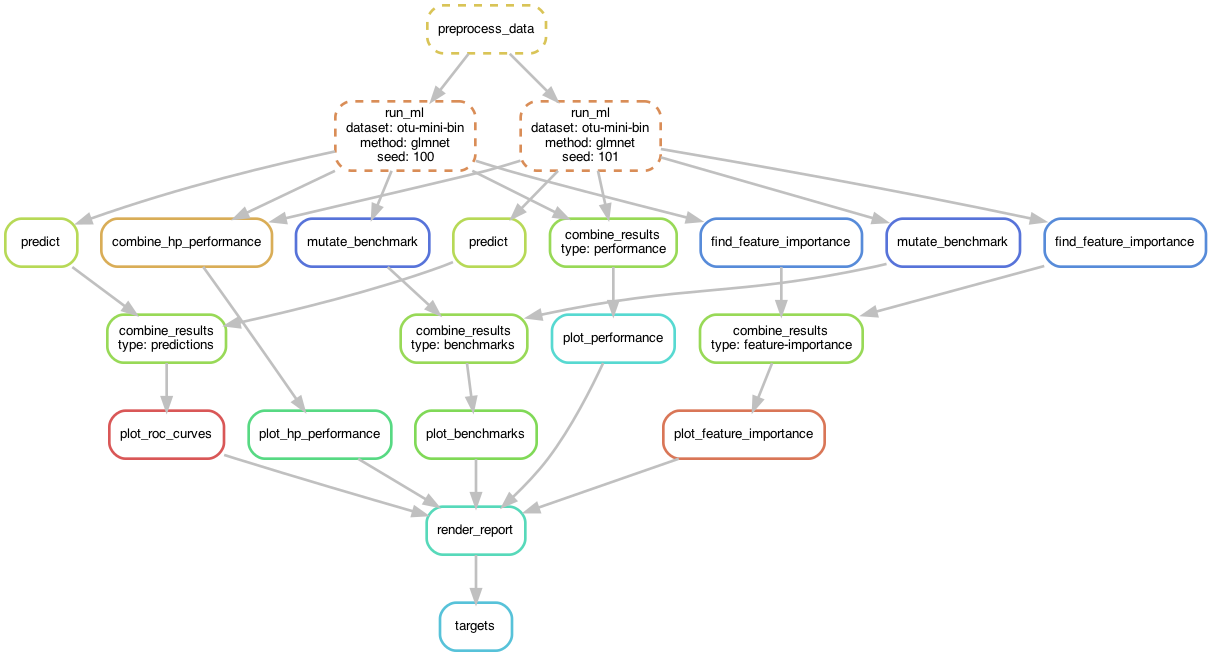 preprocess_data
run_ml
dataset: otu-mini-bin
method: glmnet
seed: 100
run_ml
dataset: otu-mini-bin
method: glmnet
seed: 101
predict
combine_hp_performance
mutate_benchmark
predict
combine_results
type: performance
find_feature_importance
mutate_benchmark
find_feature_importance
combine_results
type: predictions
combine_results
type: benchmarks
plot_performance
combine_results
type: feature-importance
plot_roc_curves
plot_hp_performance
plot_benchmarks
plot_feature_importance
render_report
targets